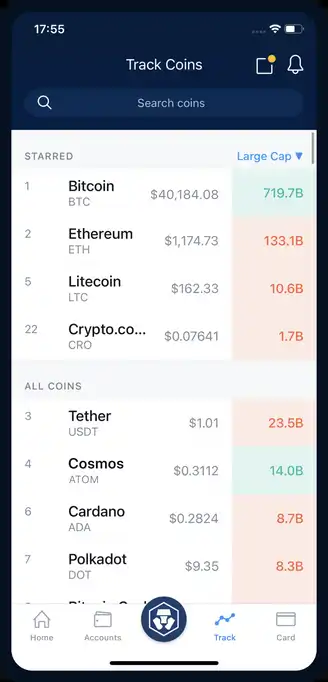 17:55
Track Coins
Search coins
STARRED Large Cap ▼
1 Bitcoin $40,184.08 719.7B
BTC
2 Ethereum $1,174.73 133.1B
ETH
5 Litecoin $162.33 10.6B
LTC
22 Crypto.co... $0.07641 1.7B
CRO
ALL COINS
3 Tether $1.01 23.5B
USDT
4 Cosmos $0.3112 14.0B
ATOM
6 Cardano $0.2824 8.7B
ADA
7 Polkadot $9.35 8.3B
DOT
Home Accounts Track Card